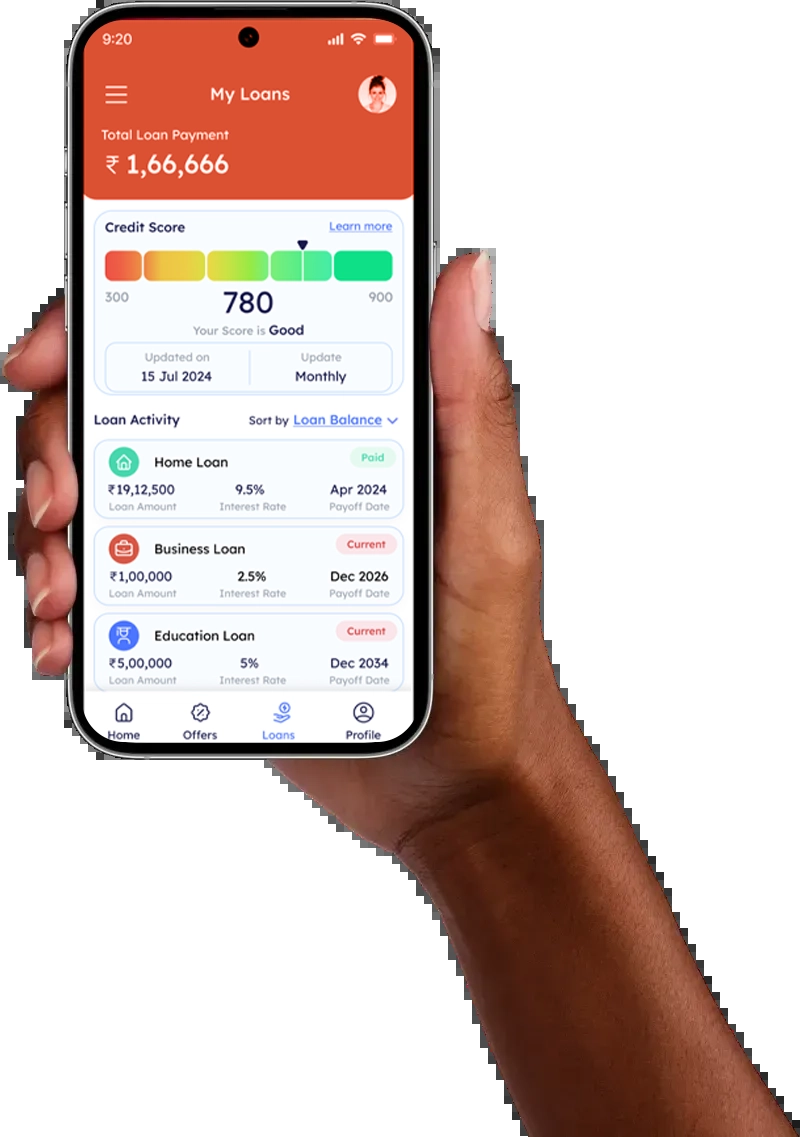 9:20
My Loans
Total Loan Payment
₹ 1,66,666
Credit Score Learn more
300 780 900
Your Score is Good
Updated on Update
15 Jul 2024 Monthly
Loan Activity Sort by Loan Balance
Home Loan Paid
₹19,12,500 9.5% Apr 2024
Loan Amount Interest Rate Payoff Date
Business Loan Current
₹1,00,000 2.5% Dec 2026
Loan Amount Interest Rate Payoff Date
Education Loan Current
₹5,00,000 5% Dec 2034
Loan Amount Interest Rate Payoff Date
Home Offers Loans Profile